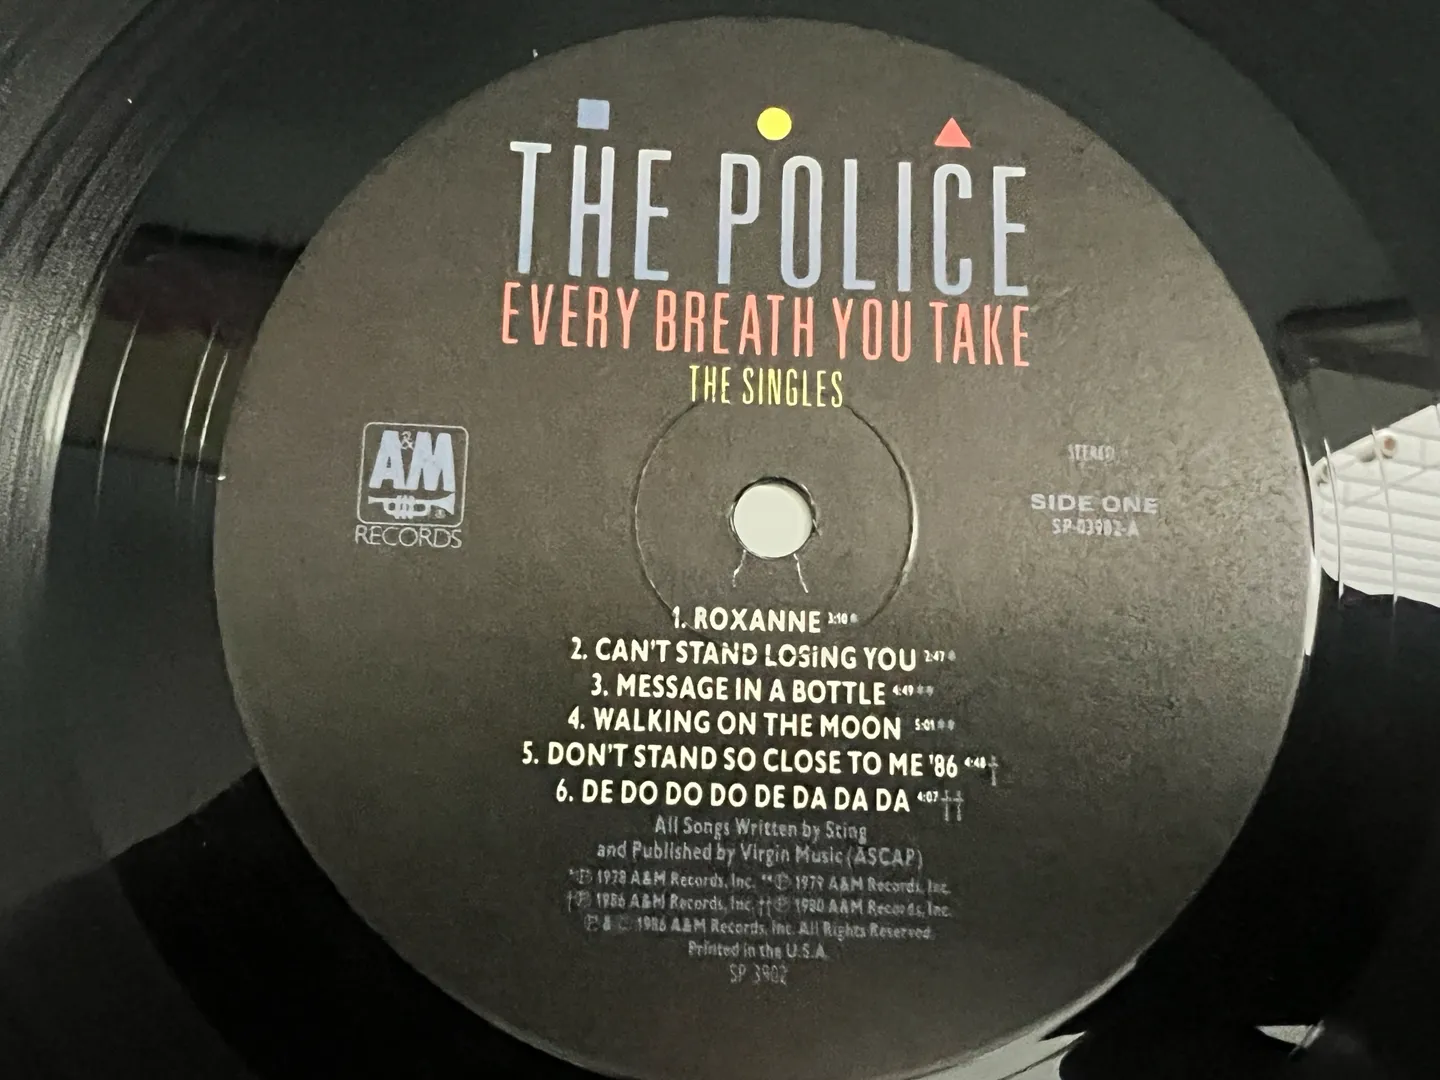 THE POLICE
EVERY BREATH YOU TAKE
THE SINGLES
A&M
RECORDS
STEREO
SIDE ONE
SP-03902-A
1. ROXANNE 3:10 *
2. CAN'T STAND LOSING YOU 2:47 *
3. MESSAGE IN A BOTTLE 4:49 **
4. WALKING ON THE MOON 5:01 **
5. DON'T STAND SO CLOSE TO ME '86 4:48 †
6. DE DO DO DO DE DA DA DA 4:07 ††
All Songs Written by Sting
and Published by Virgin Music (ASCAP)
*℗ 1978 A&M Records, Inc. **℗ 1979 A&M Records, Inc.
†℗ 1986 A&M Records, Inc. ††℗ 1980 A&M Records, Inc.
℗ & © 1986 A&M Records, Inc. All Rights Reserved.
Printed in the U.S.A.
SP 3902